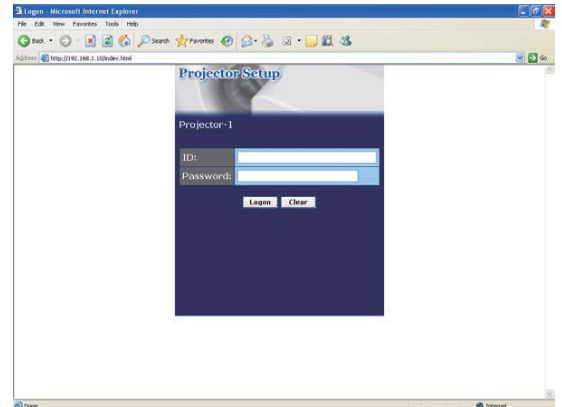 Logon - Microsoft Internet Explorer
File Edit View Favorites Tools Help
Back Search Favorites
Address http://192.168.1.10/index.html Go
Projector Setup
Projector-1
ID:
Password:
Logon Clear
Done Internet